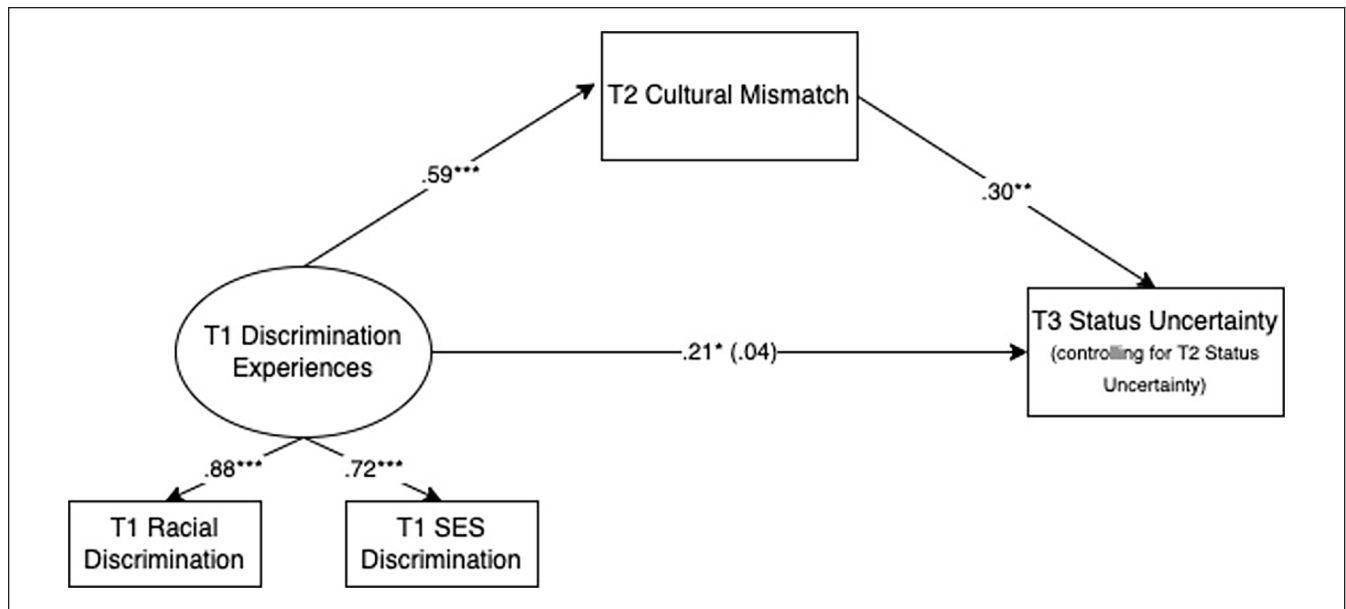 T2 Cultural Mismatch
.59***
.30**
T1 Discrimination
Experiences
.21* (.04)
T3 Status Uncertainty
(controlling for T2 Status
Uncertainty)
.88***
.72***
T1 Racial
Discrimination
T1 SES
Discrimination